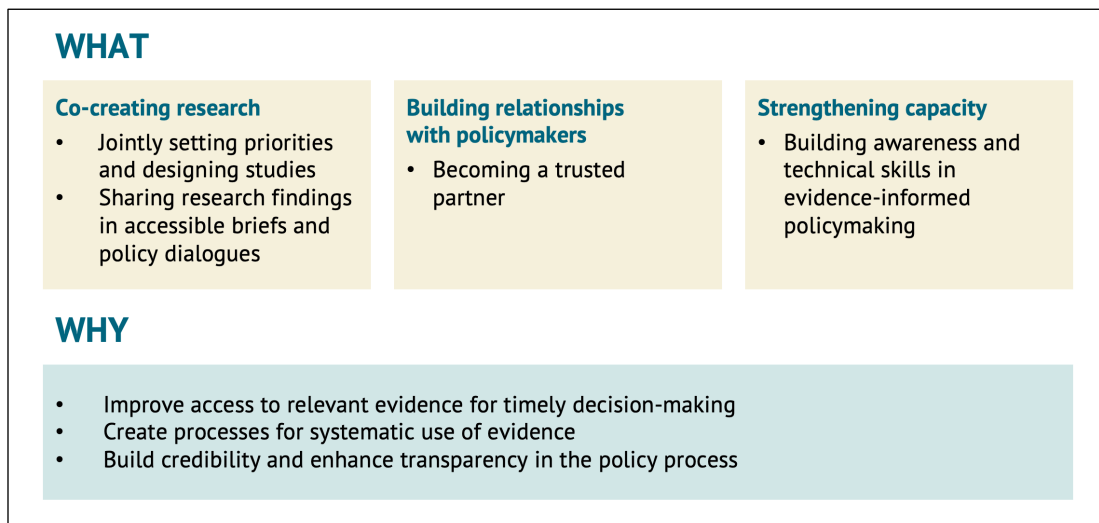 WHAT
Co-creating research
• Jointly setting priorities
and designing studies
• Sharing research findings
in accessible briefs and
policy dialogues
Building relationships
with policymakers
• Becoming a trusted
partner
Strengthening capacity
• Building awareness and
technical skills in
evidence-informed
policymaking
WHY
• Improve access to relevant evidence for timely decision-making
• Create processes for systematic use of evidence
• Build credibility and enhance transparency in the policy process